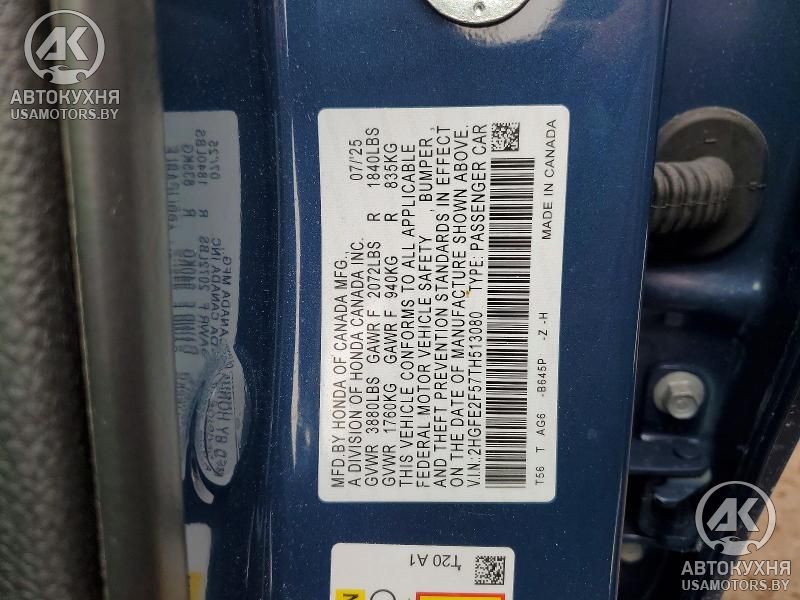 AK
АВТОКУХНЯ
USAMOTORS.BY
MFD.BY HONDA OF CANADA MFG., 07/'25
A DIVISION OF HONDA CANADA INC.
GVWR 3880LBS GAWR F 2072LBS R 1840LBS
GVWR 1760KG GAWR F 940KG R 835KG
THIS VEHICLE CONFORMS TO ALL APPLICABLE
FEDERAL MOTOR VEHICLE SAFETY, BUMPER,
AND THEFT PREVENTION STANDARDS IN EFFECT
ON THE DATE OF MANUFACTURE SHOWN ABOVE.
V.I.N.:2HGFE2F57TH513080 TYPE: PASSENGER CAR
T56 T AG6 -B645P -Z -H MADE IN CANADA
T20 A1
AK
АВТОКУХНЯ
USAMOTORS.BY